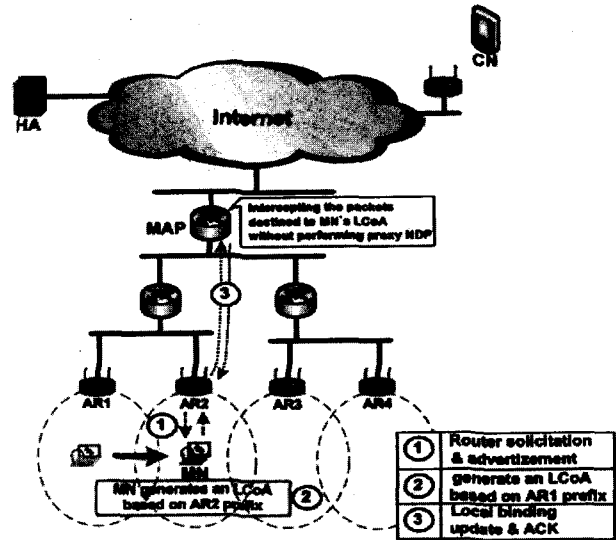 CN
HA
Internet
MAP
Intercepting the packets
destined to MN's LCoA
without performing proxy NDP
3
AR1
AR2
AR3
AR4
1
MN
MN generates an LCoA
based on AR2 prefix
2
1 Router solicitation
& advertizement
2 generate an LCoA
based on AR1 prefix
3 Local binding
update & ACK